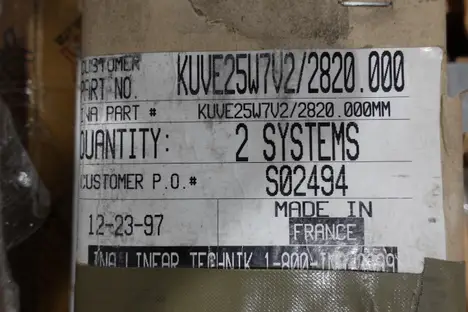 CUSTOMER
PART NO. KUVE25W7V2/2820.000
INA PART # KUVE25W7V2/2820.000MM
QUANTITY: 2 SYSTEMS
CUSTOMER P.O.# S02494
12-23-97 MADE IN
FRANCE
INA LINEAR TECHNIK 1-800-